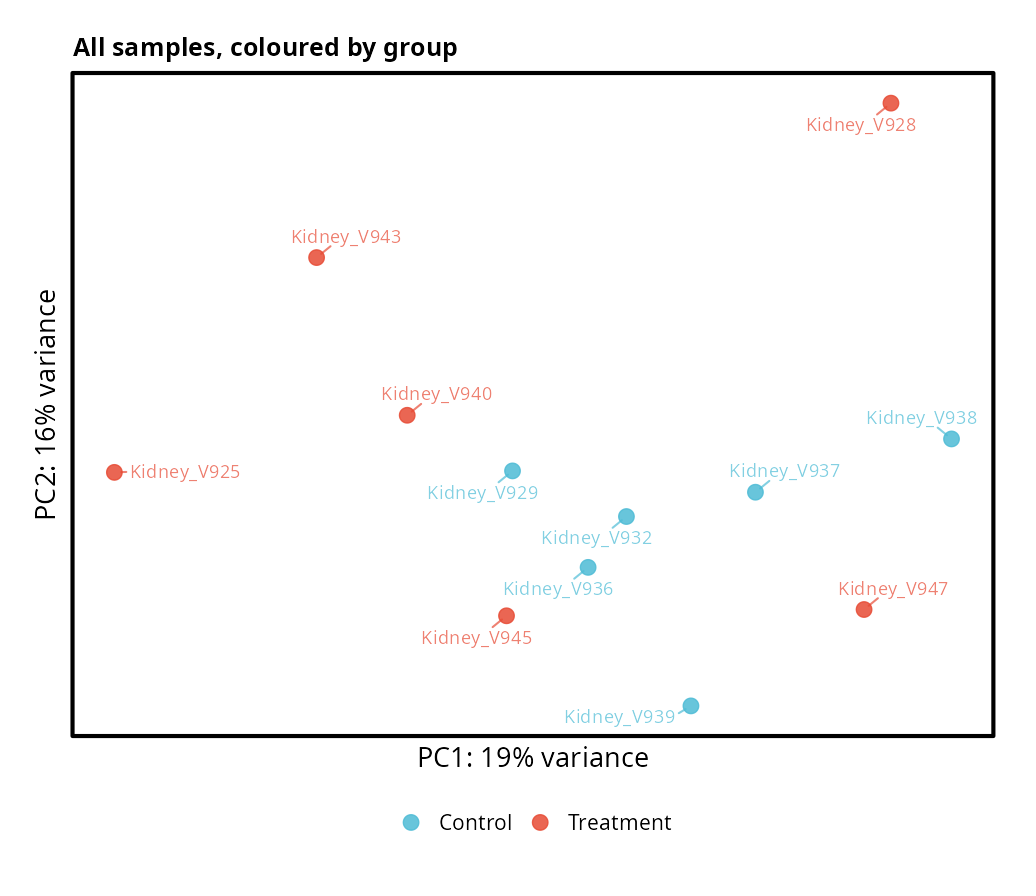 All samples, coloured by group
Kidney_V928
Kidney_V943
Kidney_V940
Kidney_V938
Kidney_V925
Kidney_V937
Kidney_V929
Kidney_V932
Kidney_V936
Kidney_V947
Kidney_V945
Kidney_V939
PC2: 16% variance
PC1: 19% variance
Control
Treatment